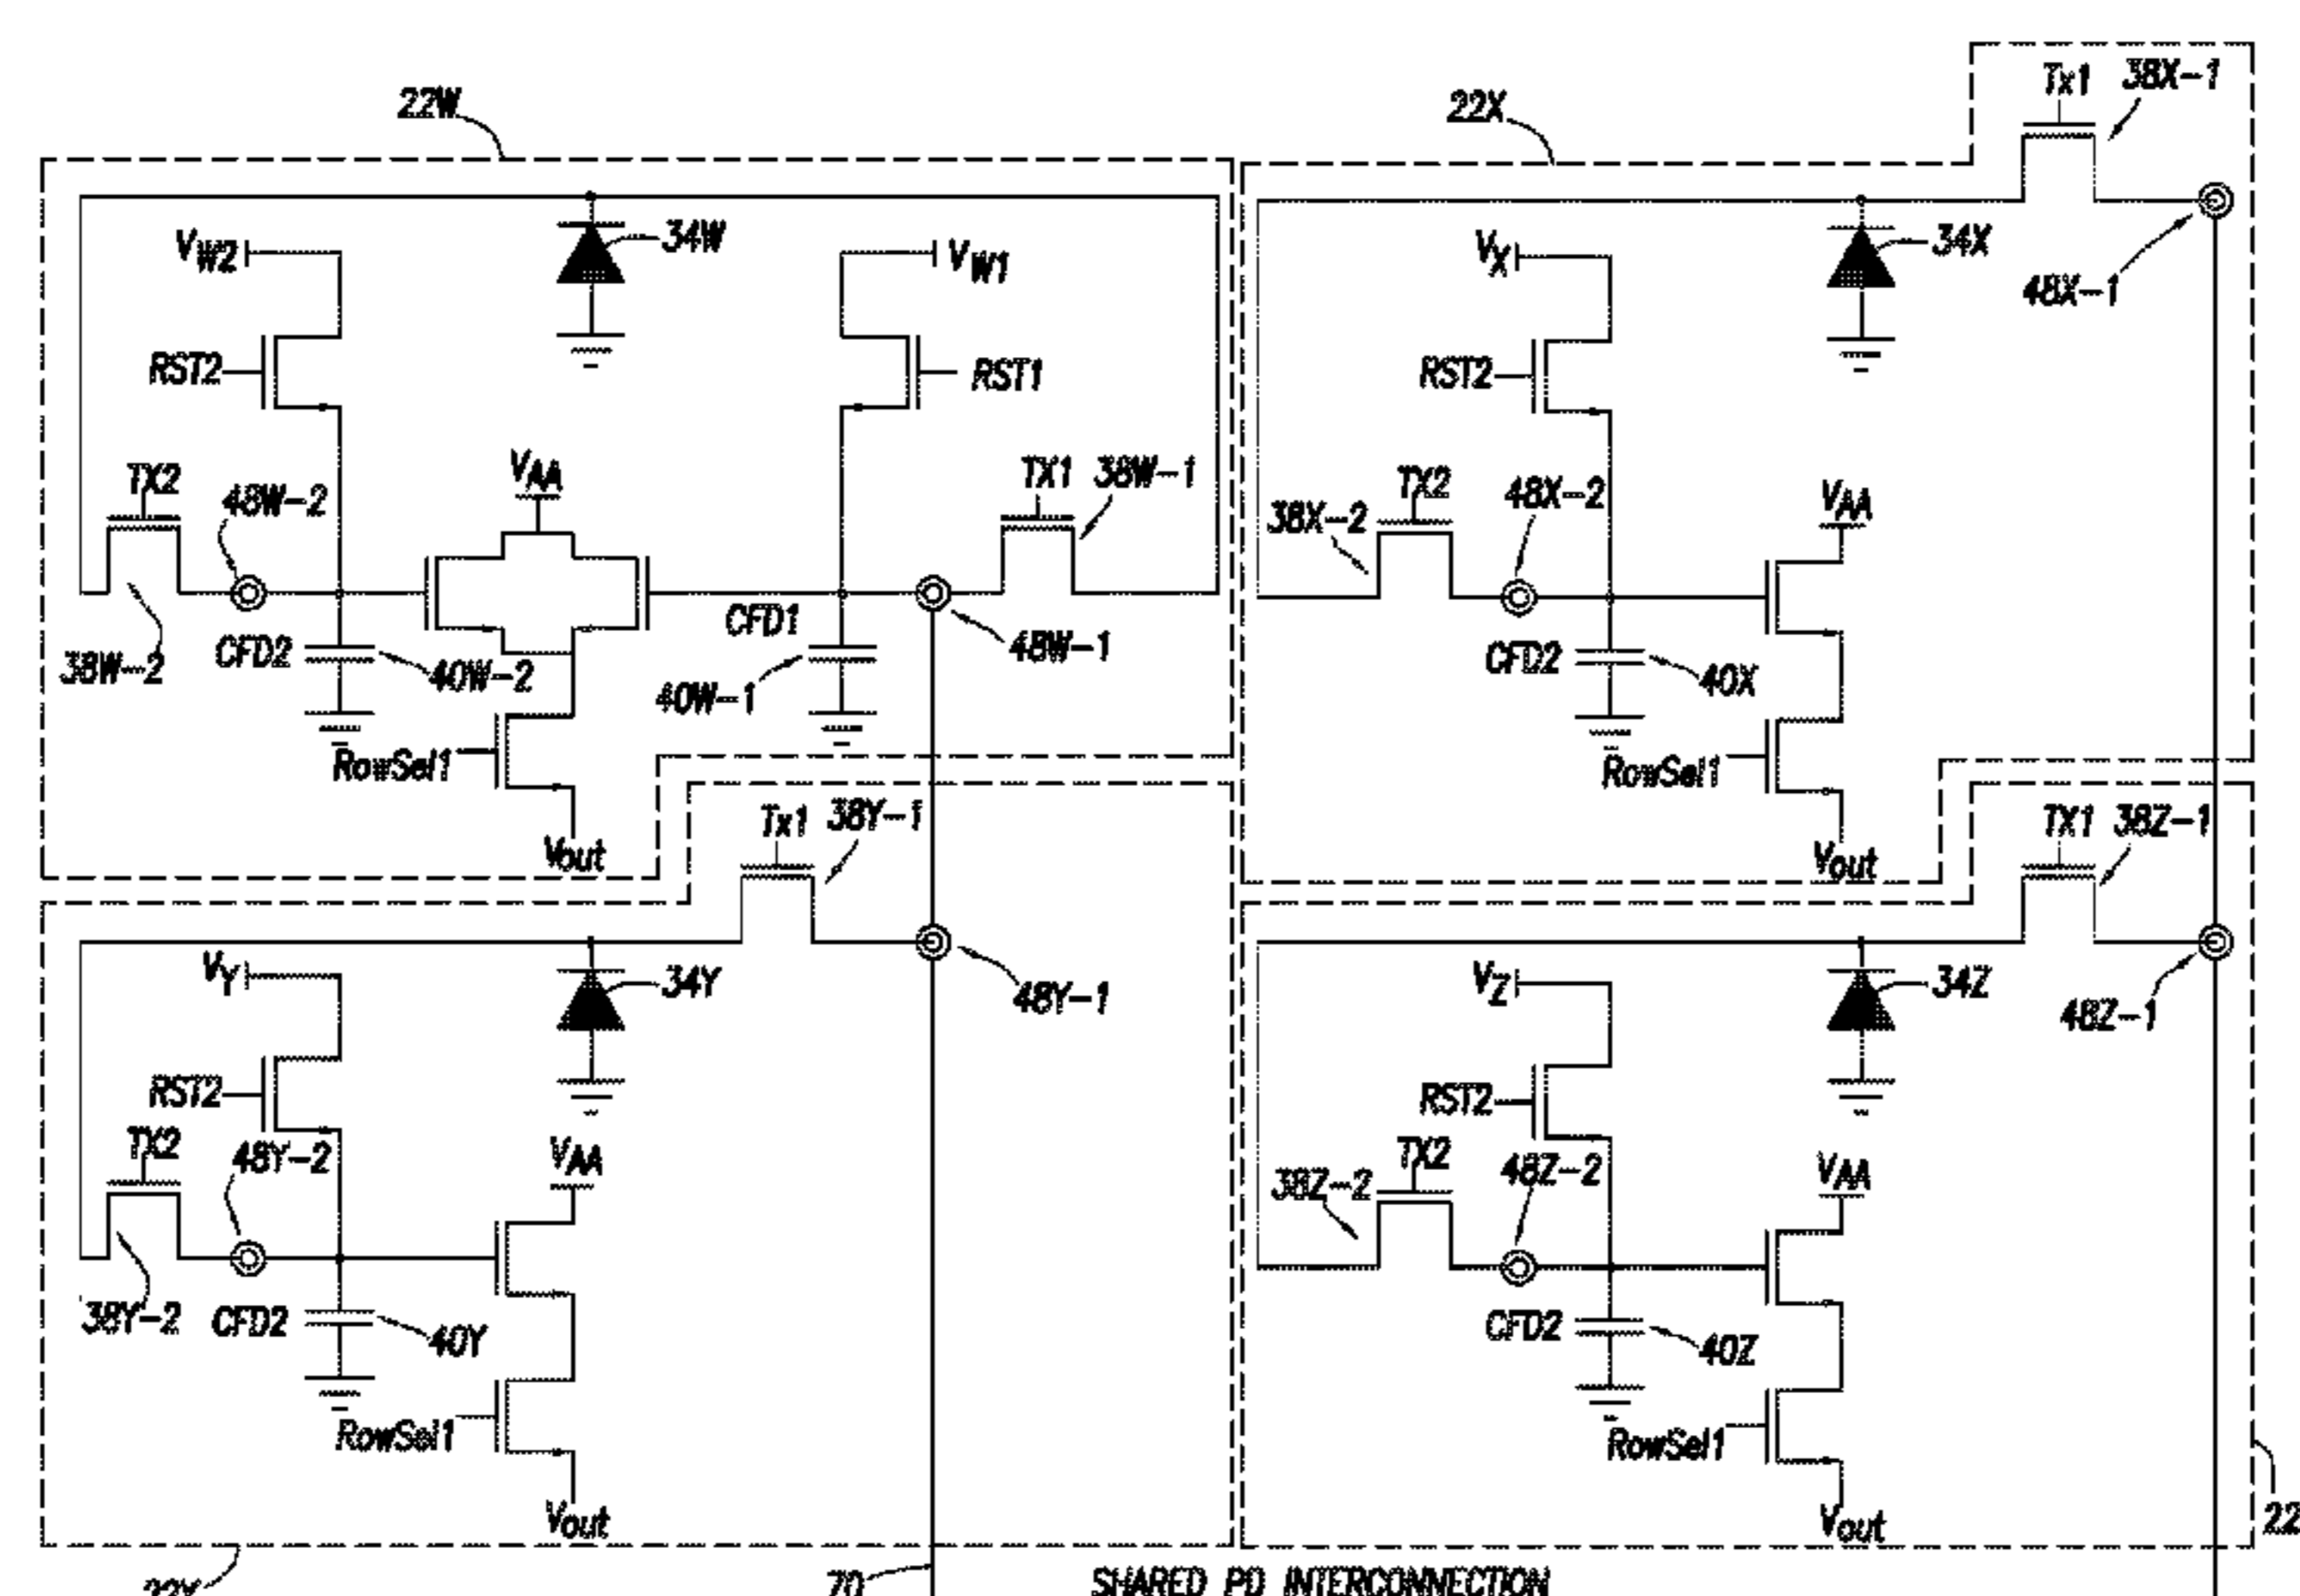 22W
22X
Tx1 38X-1
34W
34X
48X-1
VW2
VW1
VX
RST2
RST1
RST2
TX2
48W-2
VAA
TX1 38W-1
38X-2
TX2
48X-2
VAA
38W-2
CFD2
40W-2
CFD1
40W-1
48W-1
CFD2
40X
RowSel1
RowSel1
Vout
Vout
Tx1 38Y-1
TX1 38Z-1
VY
34Y
48Y-1
VZ
34Z
48Z-1
RST2
RST2
TX2
48Y-2
VAA
38Z-2
TX2
48Z-2
VAA
38Y-2
CFD2
40Y
CFD2
40Z
RowSel1
RowSel1
Vout
Vout
22
70
SHARED PD INTERCONNECTION